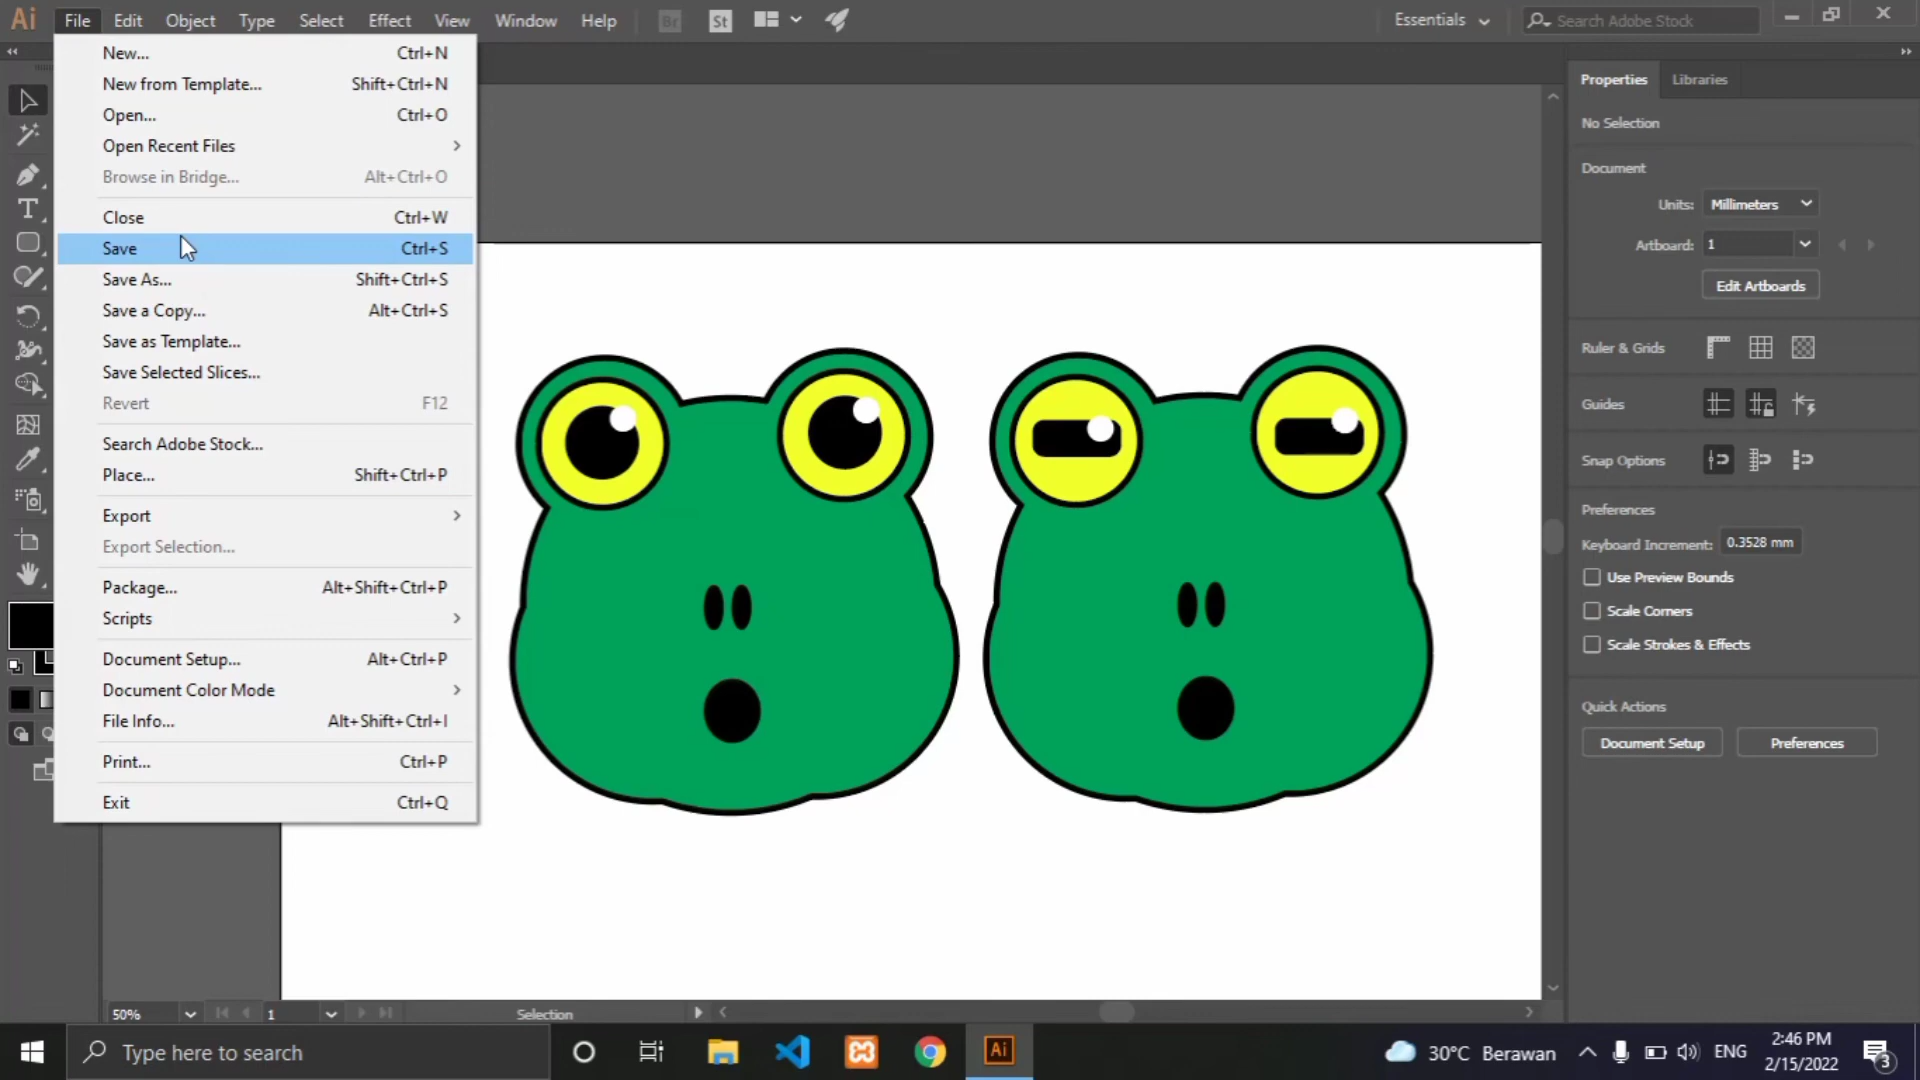 Ai File Edit Object Type Select Effect View Window Help Br St Essentials Search Adobe Stock
New... Ctrl+N
New from Template... Shift+Ctrl+N
Open... Ctrl+O
Open Recent Files
Browse in Bridge... Alt+Ctrl+O
Close Ctrl+W
Save Ctrl+S
Save As... Shift+Ctrl+S
Save a Copy... Alt+Ctrl+S
Save as Template...
Save Selected Slices...
Revert F12
Search Adobe Stock...
Place... Shift+Ctrl+P
Export
Export Selection...
Package... Alt+Shift+Ctrl+P
Scripts
Document Setup... Alt+Ctrl+P
Document Color Mode
File Info... Alt+Shift+Ctrl+I
Print... Ctrl+P
Exit Ctrl+Q
Properties Libraries
No Selection
Document
Units: Millimeters
Artboard: 1
Edit Artboards
Ruler & Grids
Guides
Snap Options
Preferences
Keyboard Increment: 0.3528 mm
Use Preview Bounds
Scale Corners
Scale Strokes & Effects
Quick Actions
Document Setup Preferences
50% 1 Selection
Type here to search Ai 30°C Berawan ENG 2:46 PM
2/15/2022 3